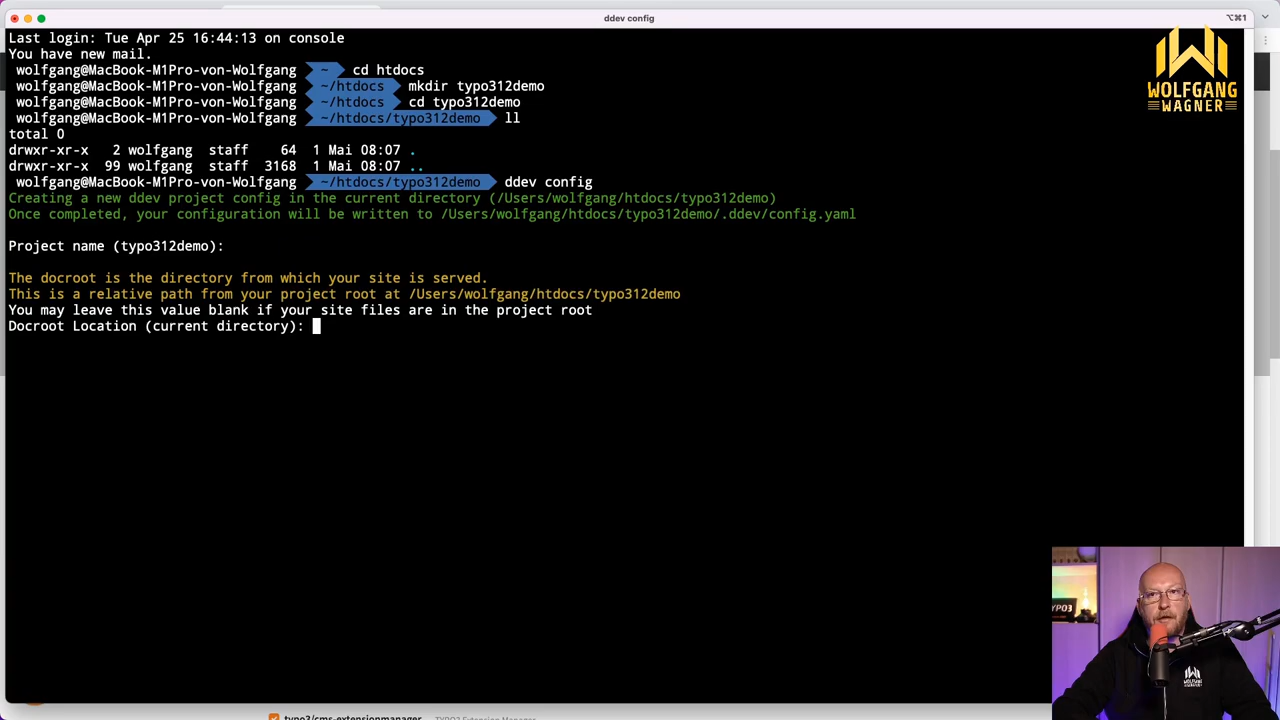 ddev config
⌥⌘1
Last login: Tue Apr 25 16:44:13 on console
You have new mail.
wolfgang@MacBook-M1Pro-von-Wolfgang ~ cd htdocs
wolfgang@MacBook-M1Pro-von-Wolfgang ~/htdocs mkdir typo312demo
wolfgang@MacBook-M1Pro-von-Wolfgang ~/htdocs cd typo312demo
wolfgang@MacBook-M1Pro-von-Wolfgang ~/htdocs/typo312demo ll
total 0
drwxr-xr-x 2 wolfgang staff 64 1 Mai 08:07 .
drwxr-xr-x 99 wolfgang staff 3168 1 Mai 08:07 ..
wolfgang@MacBook-M1Pro-von-Wolfgang ~/htdocs/typo312demo ddev config
Creating a new ddev project config in the current directory (/Users/wolfgang/htdocs/typo312demo)
Once completed, your configuration will be written to /Users/wolfgang/htdocs/typo312demo/.ddev/config.yaml
Project name (typo312demo):
The docroot is the directory from which your site is served.
This is a relative path from your project root at /Users/wolfgang/htdocs/typo312demo
You may leave this value blank if your site files are in the project root
Docroot Location (current directory):
WOLFGANG
WAGNER
TYPO3
typo3/cms-extensionmanager TYPO3 Extension Manager